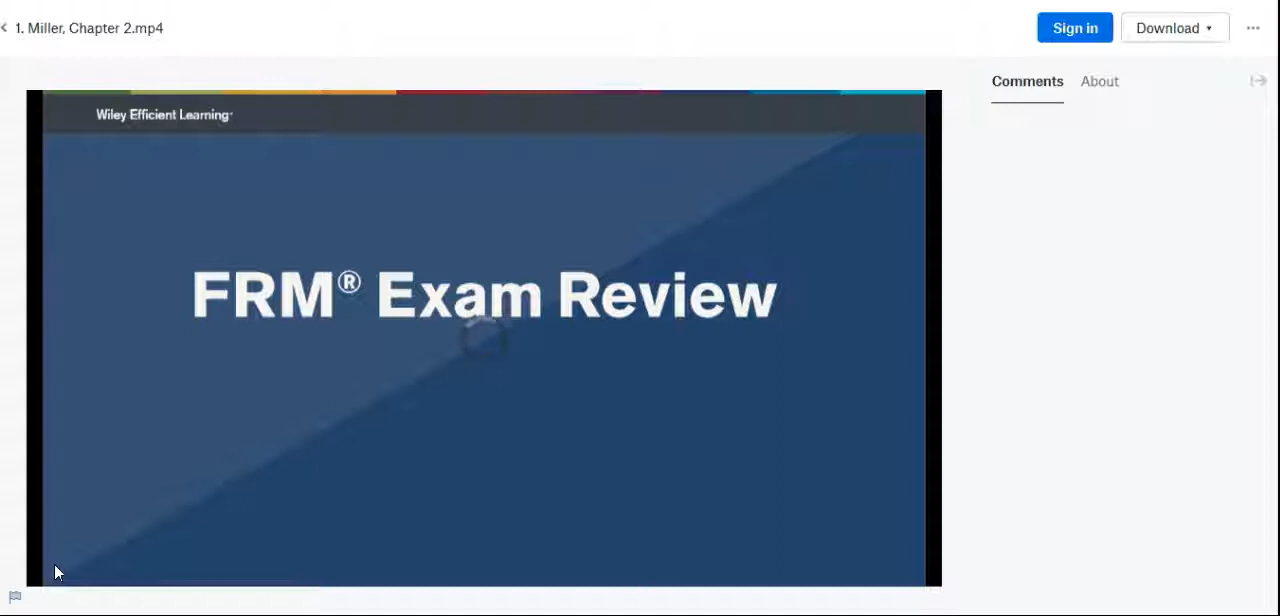 1. Miller, Chapter 2.mp4
Sign in
Download
Comments
About
Wiley Efficient Learning
FRM® Exam Review